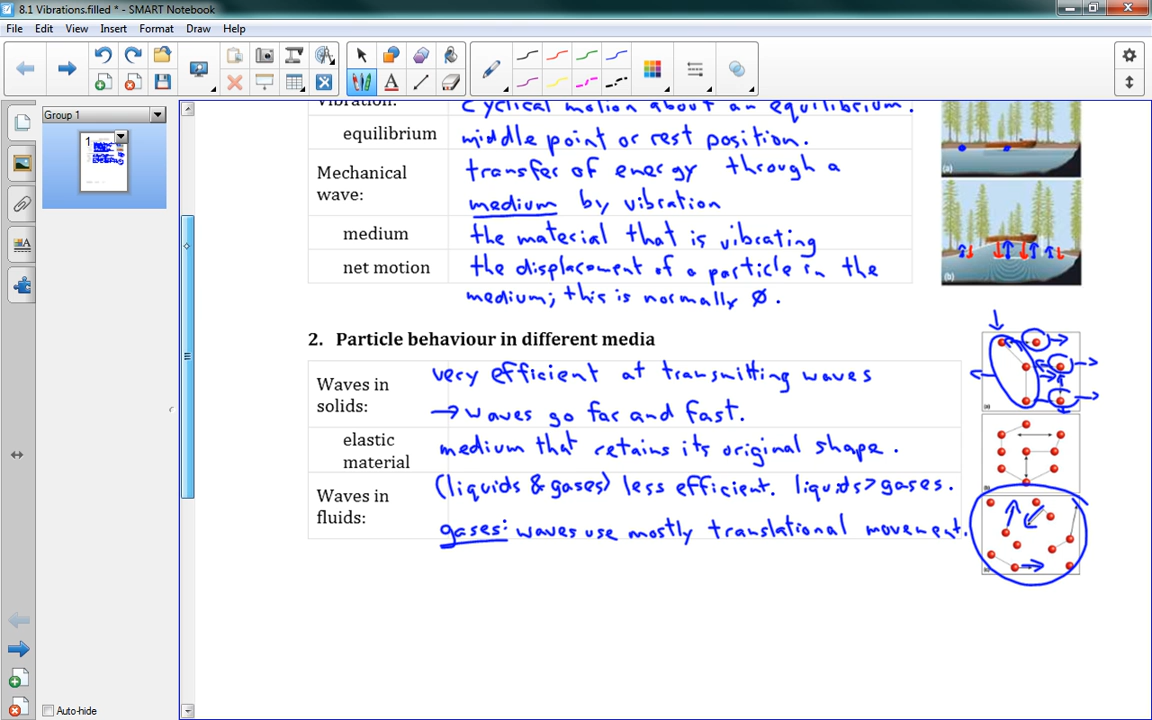 8.1 Vibrations.filled * - SMART Notebook
File Edit View Insert Format Draw Help
Group 1
1
Vibration: cyclical motion about an equilibrium.
equilibrium middle point or rest position.
Mechanical wave: transfer of energy through a
medium by vibration
medium the material that is vibrating
net motion the displacement of a particle in the
medium; this is normally Ø.
(a)
(b)
2. Particle behaviour in different media
Waves in solids: very efficient at transmitting waves
→ waves go far and fast.
elastic material medium that retains its original shape.
Waves in fluids: (liquids & gases) less efficient. liquids > gases.
gases: waves use mostly translational movement.
Auto-hide